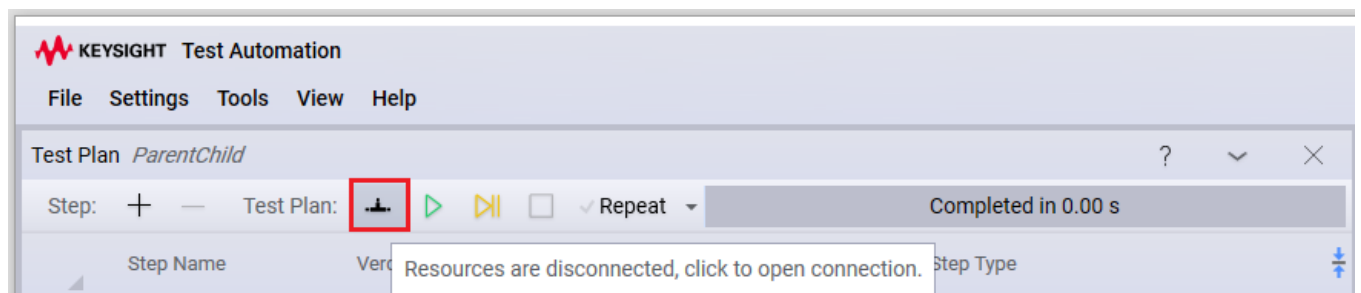 KEYSIGHT Test Automation
File Settings Tools View Help
Test Plan ParentChild ?
Step: Test Plan: Repeat Completed in 0.00 s
Step Name Verd Resources are disconnected, click to open connection. Step Type